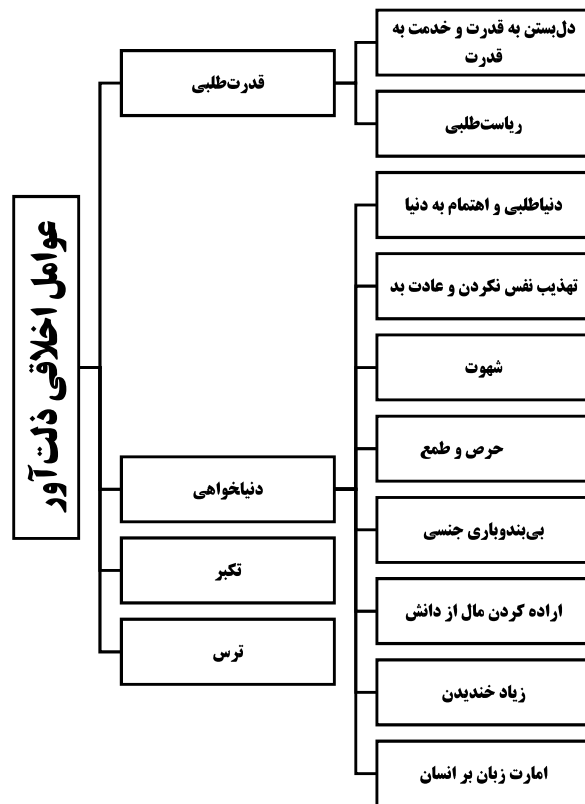 عوامل اخلاقی ذلت‌آور
قدرت‌طلبی
دل‌بستن به قدرت و خدمت به
قدرت
ریاست‌طلبی
دنیاخواهی
دنیاطلبی و اهتمام به دنیا
تهذیب نفس نکردن و عادت بد
شهوت
حرص و طمع
بی‌بندوباری جنسی
اراده کردن مال از دانش
زیاد خندیدن
امارت زبان بر انسان
تکبر
ترس